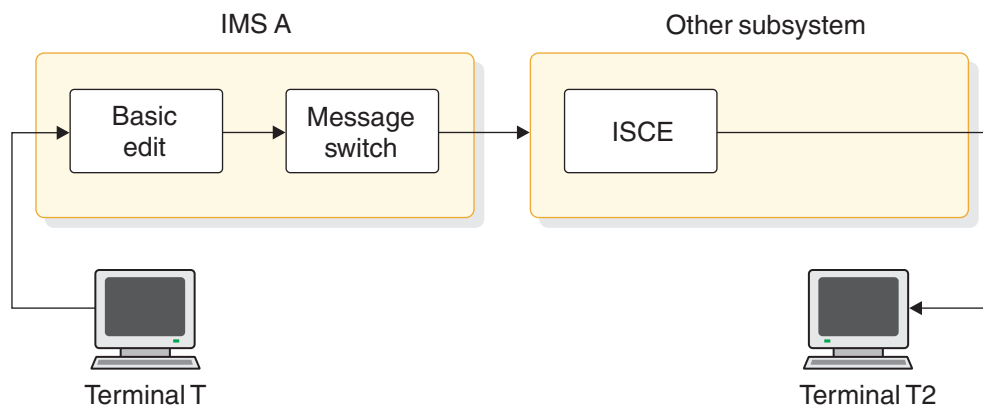 IMS A
Other subsystem
Basic
edit
Message
switch
ISCE
Terminal T
Terminal T2